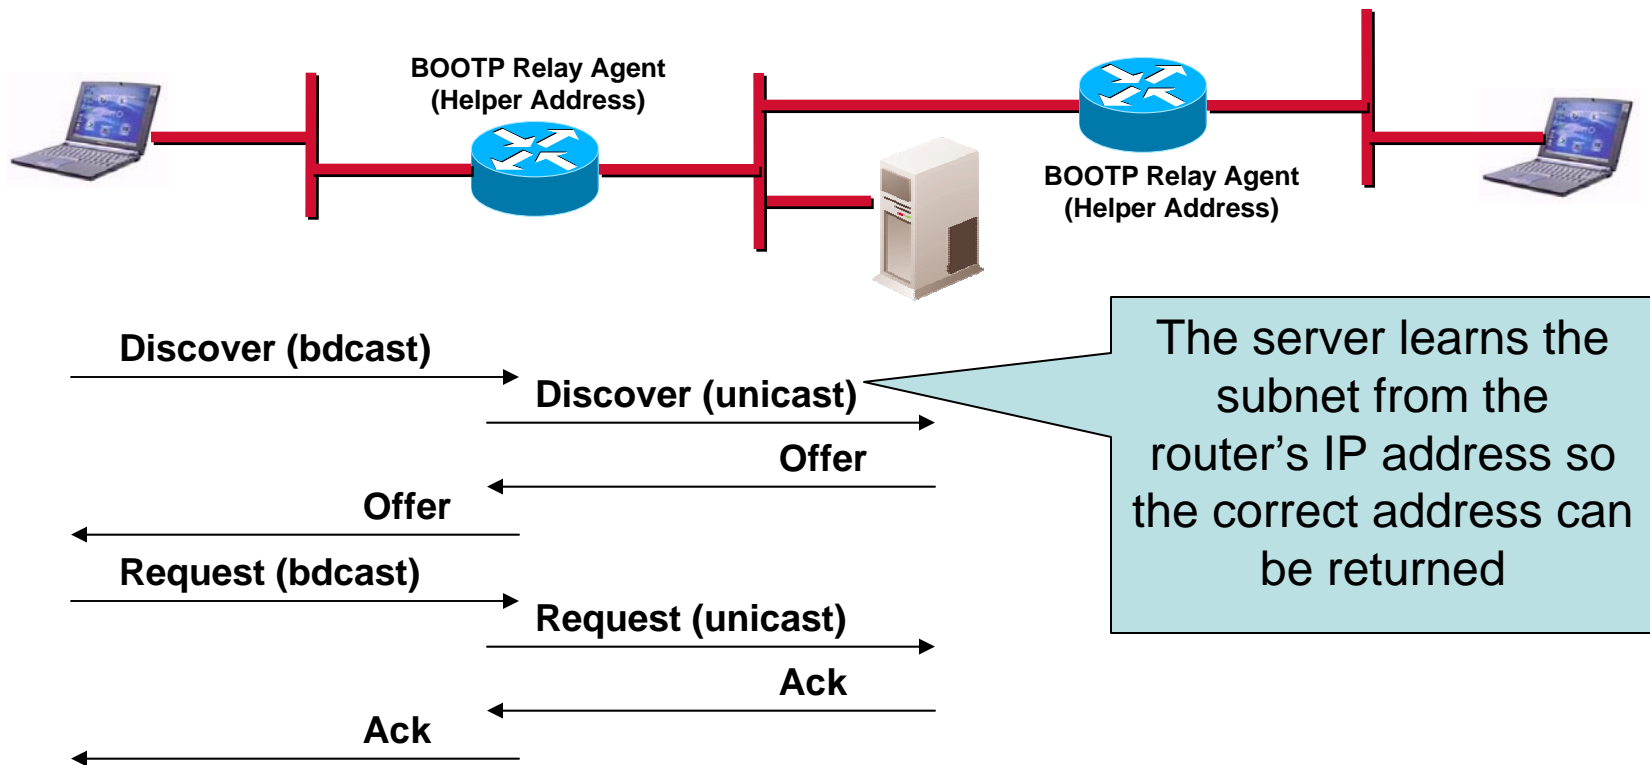 BOOTP Relay Agent
(Helper Address)
BOOTP Relay Agent
(Helper Address)
Discover (bdcast)
Discover (unicast)
Offer
Offer
Request (bdcast)
Request (unicast)
Ack
Ack
The server learns the
subnet from the
router’s IP address so
the correct address can
be returned